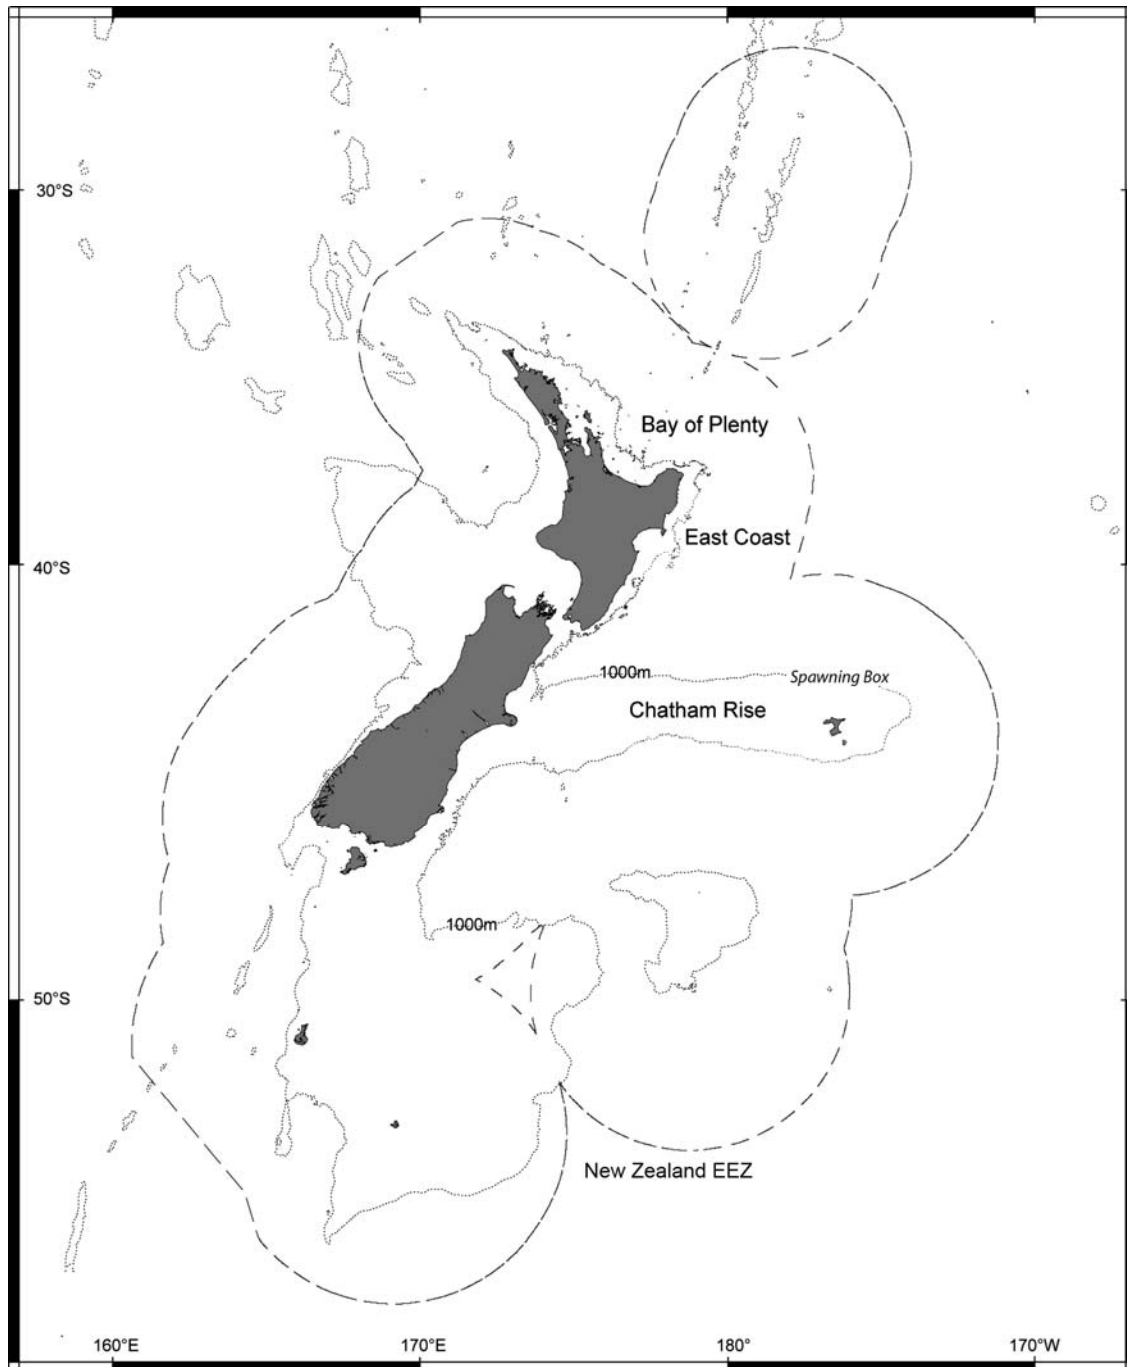 30°S
Bay of Plenty
East Coast
40°S
1000m
Spawning Box
Chatham Rise
1000m
50°S
New Zealand EEZ
160°E
170°E
180°
170°W